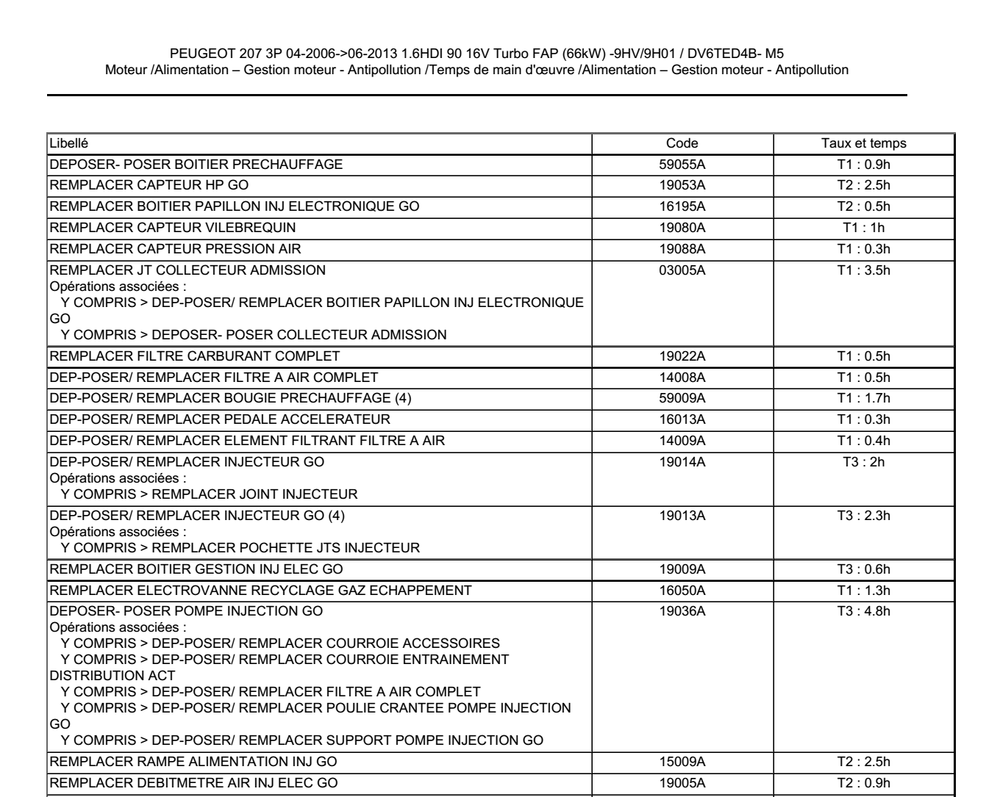 PEUGEOT 207 3P 04-2006->06-2013 1.6HDI 90 16V Turbo FAP (66kW) -9HV/9H01 / DV6TED4B- M5
Moteur /Alimentation – Gestion moteur - Antipollution /Temps de main d'œuvre /Alimentation – Gestion moteur - Antipollution
Libellé Code Taux et temps
DEPOSER- POSER BOITIER PRECHAUFFAGE 59055A T1 : 0.9h
REMPLACER CAPTEUR HP GO 19053A T2 : 2.5h
REMPLACER BOITIER PAPILLON INJ ELECTRONIQUE GO 16195A T2 : 0.5h
REMPLACER CAPTEUR VILEBREQUIN 19080A T1 : 1h
REMPLACER CAPTEUR PRESSION AIR 19088A T1 : 0.3h
REMPLACER JT COLLECTEUR ADMISSION 03005A T1 : 3.5h
Opérations associées :
Y COMPRIS > DEP-POSER/ REMPLACER BOITIER PAPILLON INJ ELECTRONIQUE
GO
Y COMPRIS > DEPOSER- POSER COLLECTEUR ADMISSION
REMPLACER FILTRE CARBURANT COMPLET 19022A T1 : 0.5h
DEP-POSER/ REMPLACER FILTRE A AIR COMPLET 14008A T1 : 0.5h
DEP-POSER/ REMPLACER BOUGIE PRECHAUFFAGE (4) 59009A T1 : 1.7h
DEP-POSER/ REMPLACER PEDALE ACCELERATEUR 16013A T1 : 0.3h
DEP-POSER/ REMPLACER ELEMENT FILTRANT FILTRE A AIR 14009A T1 : 0.4h
DEP-POSER/ REMPLACER INJECTEUR GO 19014A T3 : 2h
Opérations associées :
Y COMPRIS > REMPLACER JOINT INJECTEUR
DEP-POSER/ REMPLACER INJECTEUR GO (4) 19013A T3 : 2.3h
Opérations associées :
Y COMPRIS > REMPLACER POCHETTE JTS INJECTEUR
REMPLACER BOITIER GESTION INJ ELEC GO 19009A T3 : 0.6h
REMPLACER ELECTROVANNE RECYCLAGE GAZ ECHAPPEMENT 16050A T1 : 1.3h
DEPOSER- POSER POMPE INJECTION GO 19036A T3 : 4.8h
Opérations associées :
Y COMPRIS > DEP-POSER/ REMPLACER COURROIE ACCESSOIRES
Y COMPRIS > DEP-POSER/ REMPLACER COURROIE ENTRAINEMENT
DISTRIBUTION ACT
Y COMPRIS > DEP-POSER/ REMPLACER FILTRE A AIR COMPLET
Y COMPRIS > DEP-POSER/ REMPLACER POULIE CRANTEE POMPE INJECTION
GO
Y COMPRIS > DEP-POSER/ REMPLACER SUPPORT POMPE INJECTION GO
REMPLACER RAMPE ALIMENTATION INJ GO 15009A T2 : 2.5h
REMPLACER DEBITMETRE AIR INJ ELEC GO 19005A T2 : 0.9h